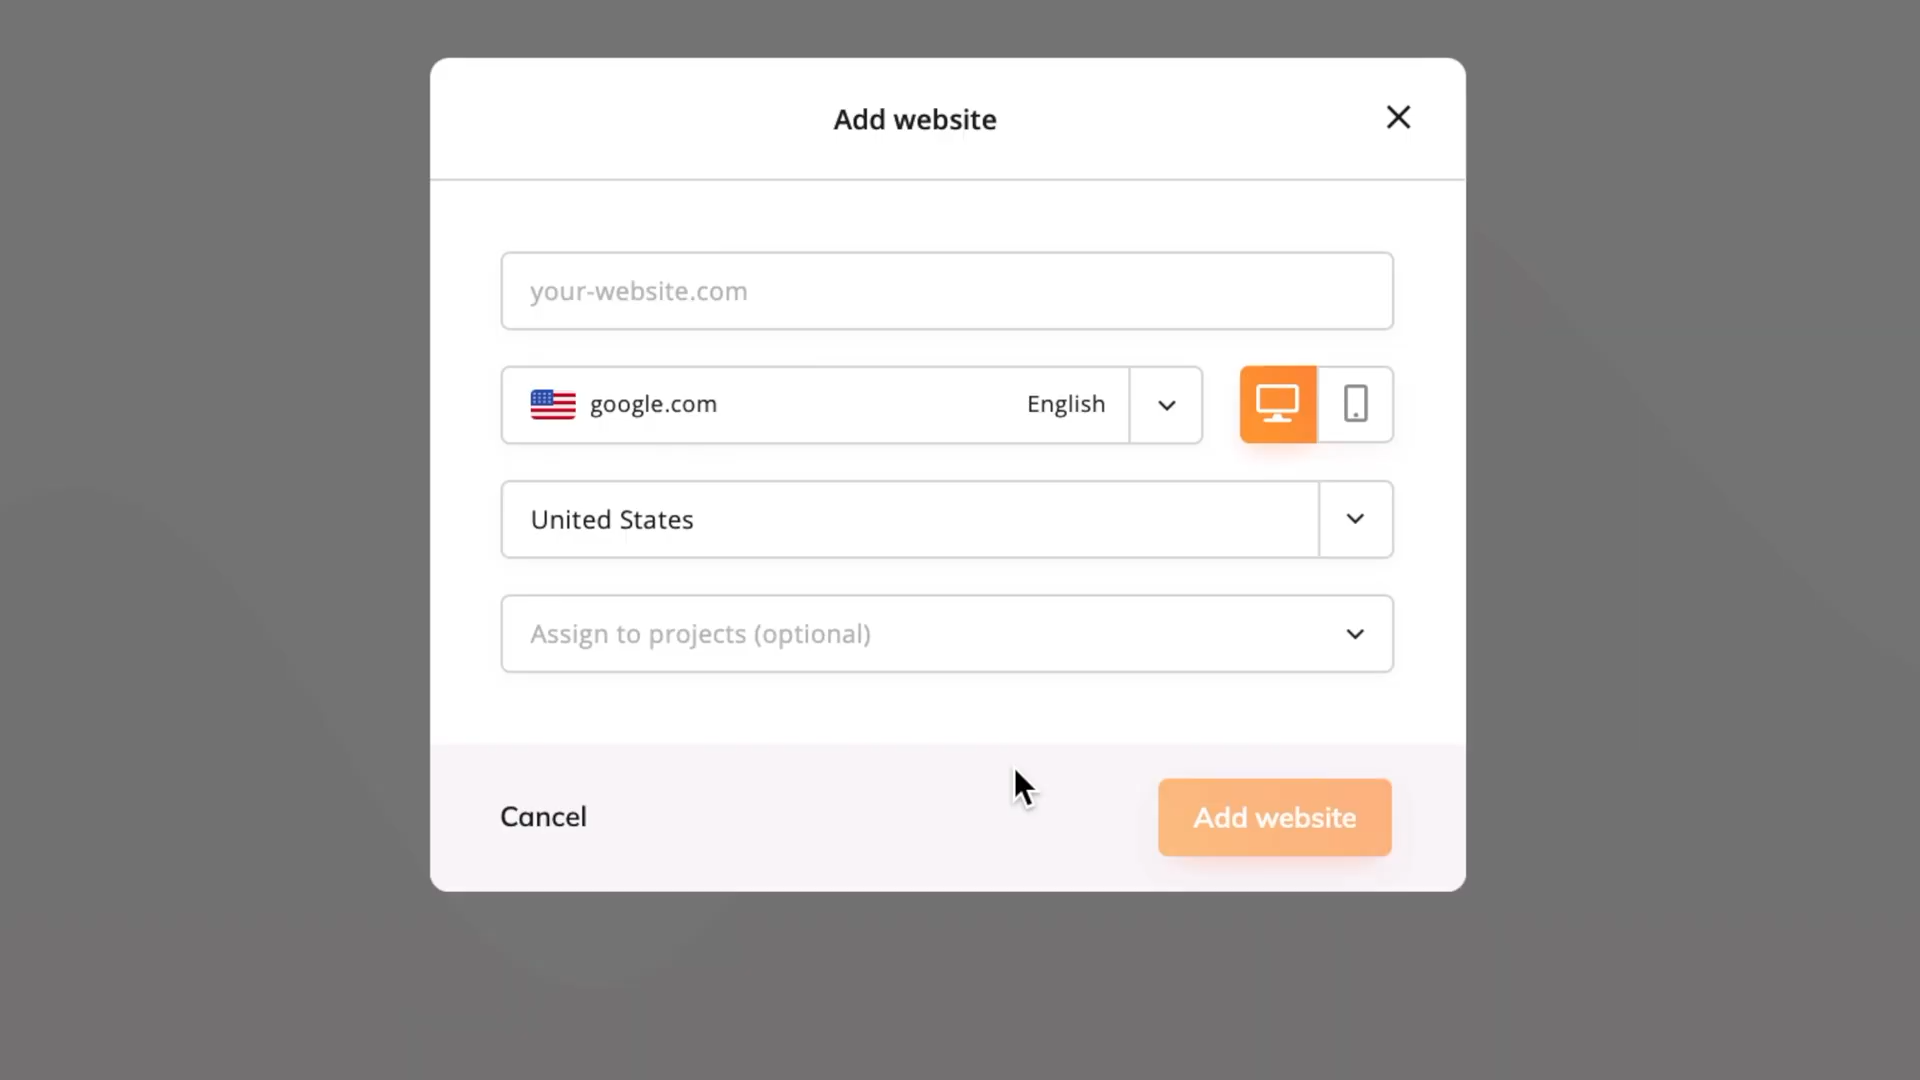 Add website
your-website.com
google.com English
United States
Assign to projects (optional)
Cancel Add website